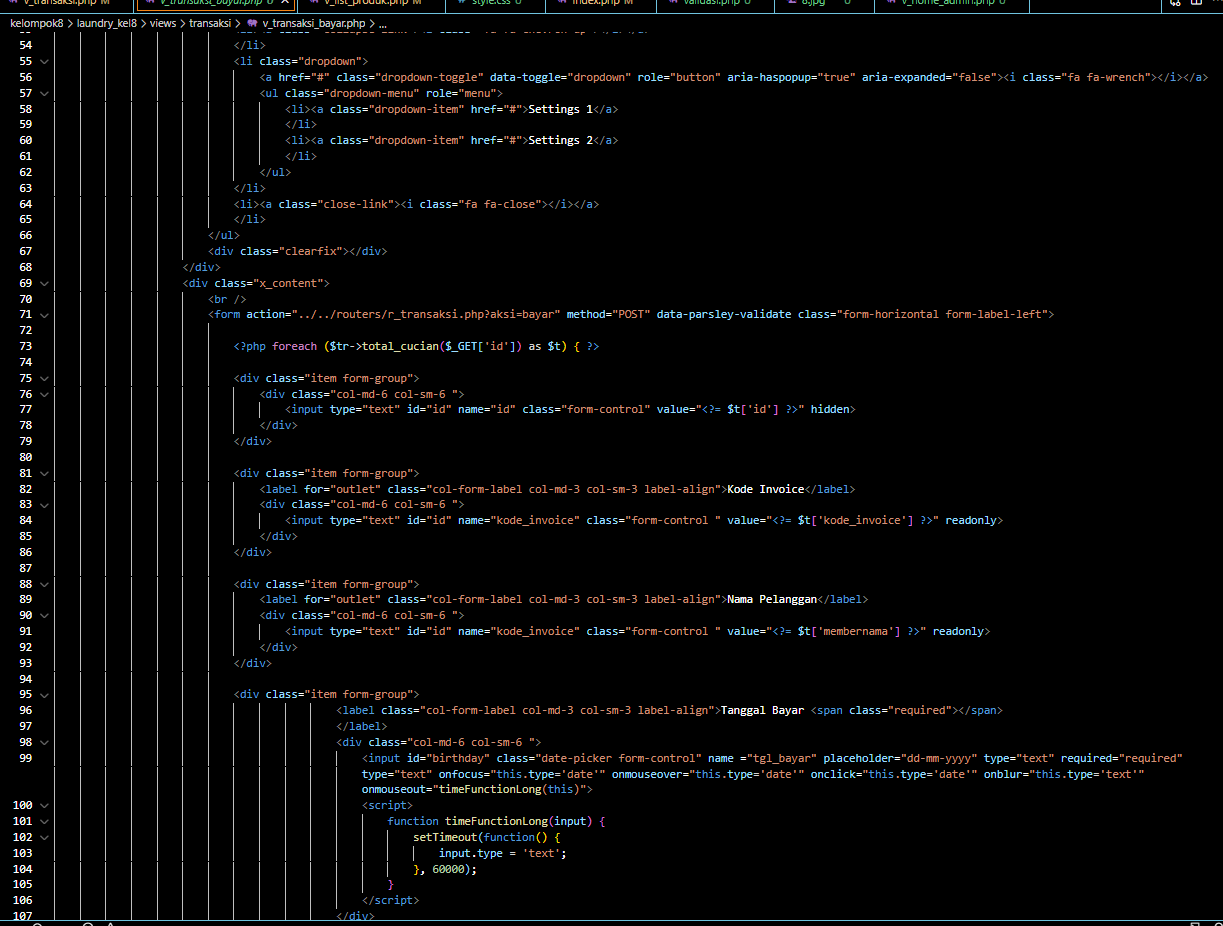 v_transaksi.php M v_transaksi_bayar.php U v_list_produk.php M style.css U index.php M validasi.php U 8.jpg U v_home_admin.php U
kelompok8 > laundry_kel8 > views > transaksi > v_transaksi_bayar.php > ...
54 </li>
55 <li class="dropdown">
56 <a href="#" class="dropdown-toggle" data-toggle="dropdown" role="button" aria-haspopup="true" aria-expanded="false"><i class="fa fa-wrench"></i></a>
57 <ul class="dropdown-menu" role="menu">
58 <li><a class="dropdown-item" href="#">Settings 1</a>
59 </li>
60 <li><a class="dropdown-item" href="#">Settings 2</a>
61 </li>
62 </ul>
63 </li>
64 <li><a class="close-link"><i class="fa fa-close"></i></a>
65 </li>
66 </ul>
67 <div class="clearfix"></div>
68 </div>
69 <div class="x_content">
70 <br />
71 <form action="../../routers/r_transaksi.php?aksi=bayar" method="POST" data-parsley-validate class="form-horizontal form-label-left">
72
73 <?php foreach ($tr->total_cucian($_GET['id']) as $t) { ?>
74
75 <div class="item form-group">
76 <div class="col-md-6 col-sm-6 ">
77 <input type="text" id="id" name="id" class="form-control" value="<?= $t['id'] ?>" hidden>
78 </div>
79 </div>
80
81 <div class="item form-group">
82 <label for="outlet" class="col-form-label col-md-3 col-sm-3 label-align">Kode Invoice</label>
83 <div class="col-md-6 col-sm-6 ">
84 <input type="text" id="id" name="kode_invoice" class="form-control " value="<?= $t['kode_invoice'] ?>" readonly>
85 </div>
86 </div>
87
88 <div class="item form-group">
89 <label for="outlet" class="col-form-label col-md-3 col-sm-3 label-align">Nama Pelanggan</label>
90 <div class="col-md-6 col-sm-6 ">
91 <input type="text" id="id" name="kode_invoice" class="form-control " value="<?= $t['membernama'] ?>" readonly>
92 </div>
93 </div>
94
95 <div class="item form-group">
96 <label class="col-form-label col-md-3 col-sm-3 label-align">Tanggal Bayar <span class="required"></span>
97 </label>
98 <div class="col-md-6 col-sm-6 ">
99 <input id="birthday" class="date-picker form-control" name ="tgl_bayar" placeholder="dd-mm-yyyy" type="text" required="required"
type="text" onfocus="this.type='date'" onmouseover="this.type='date'" onclick="this.type='date'" onblur="this.type='text'"
onmouseout="timeFunctionLong(this)">
100 <script>
101 function timeFunctionLong(input) {
102 setTimeout(function() {
103 input.type = 'text';
104 }, 60000);
105 }
106 </script>
107 </div>